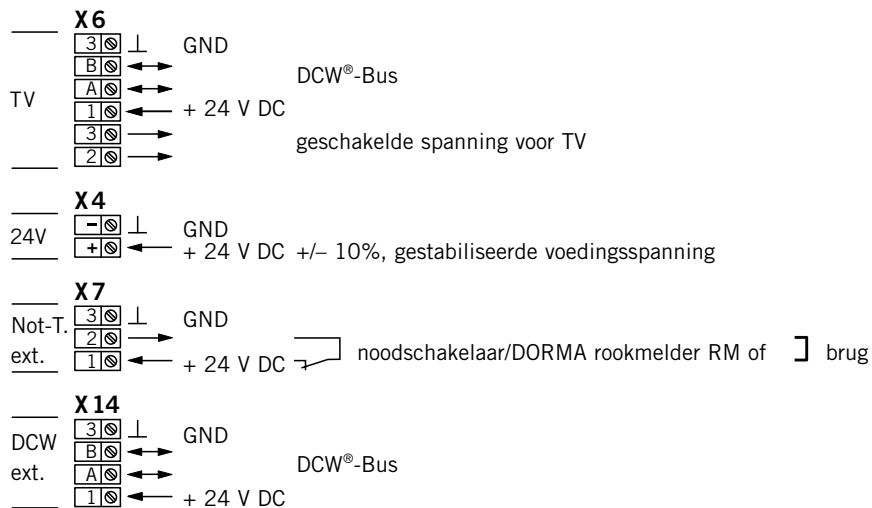 X6
3 ⊥ GND
B
DCW®-Bus
A
TV
1 + 24 V DC
3
geschakelde spanning voor TV
2
X4
24V
– ⊥ GND
+ + 24 V DC +/– 10%, gestabiliseerde voedingsspanning
X7
Not-T.
ext.
3 ⊥ GND
2
noodschakelaar/DORMA rookmelder RM of brug
1 + 24 V DC
X14
DCW
ext.
3 ⊥ GND
B
DCW®-Bus
A
1 + 24 V DC